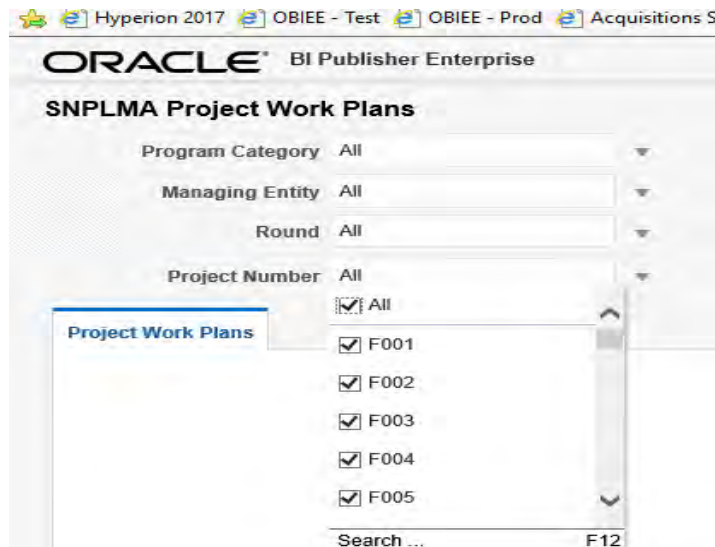 Hyperion 2017 OBIEE - Test OBIEE - Prod Acquisitions S
ORACLE® BI Publisher Enterprise
SNPLMA Project Work Plans
Program Category All
Managing Entity All
Round All
Project Number All
All
Project Work Plans
F001
F002
F003
F004
F005
Search ... F12